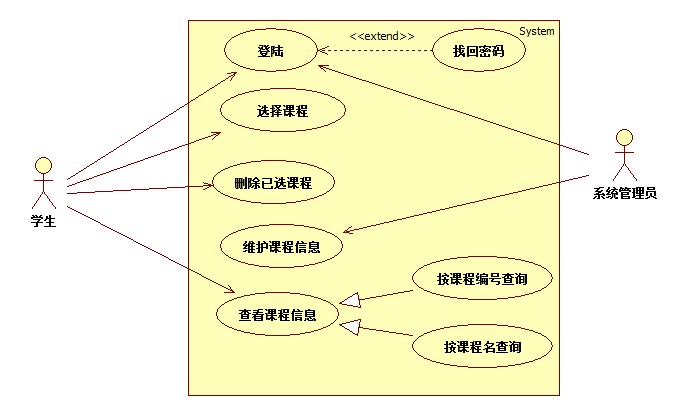 System
<<extend>>
登陆
找回密码
选择课程
学生
删除已选课程
系统管理员
维护课程信息
按课程编号查询
查看课程信息
按课程名查询